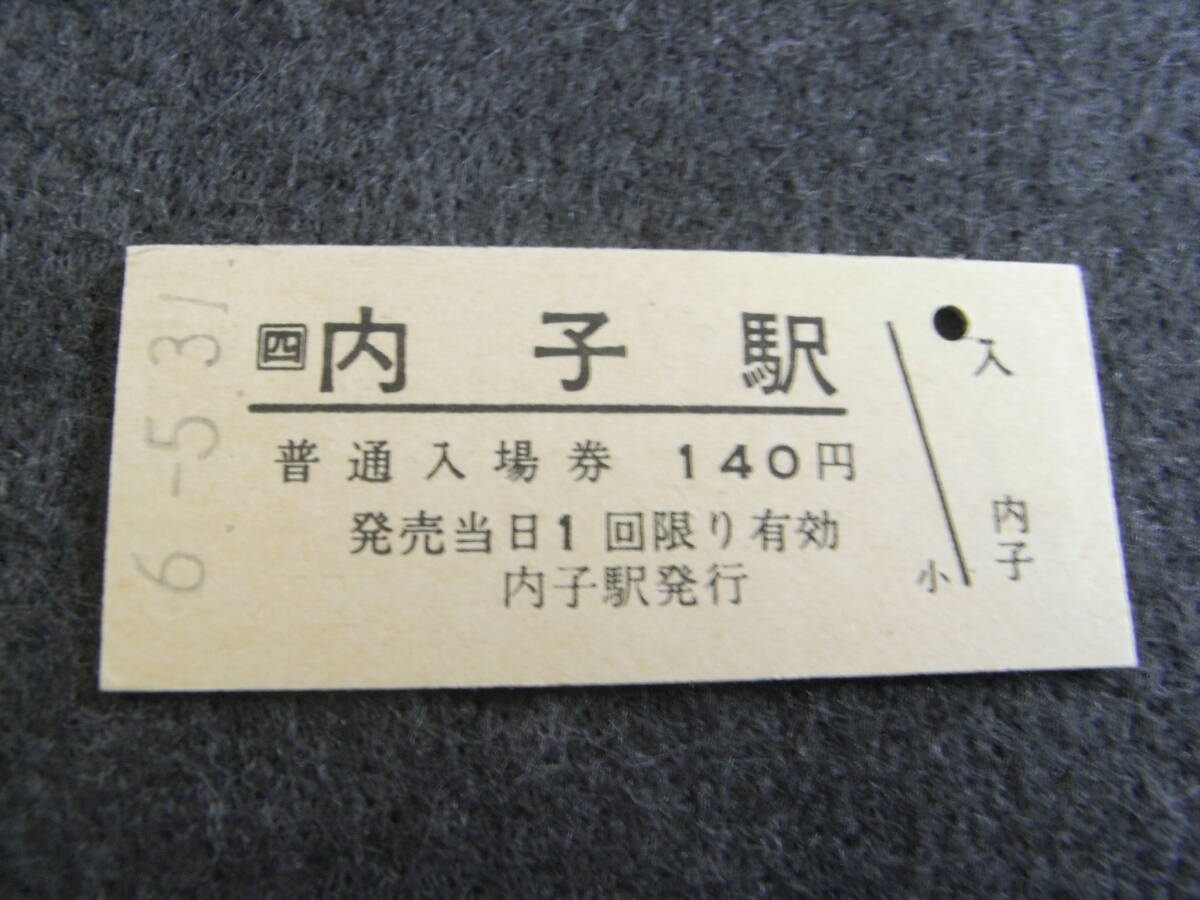 6.-5.31
四 内子駅
普通入場券 140円
発売当日1回限り有効
内子駅発行
小
入
内子